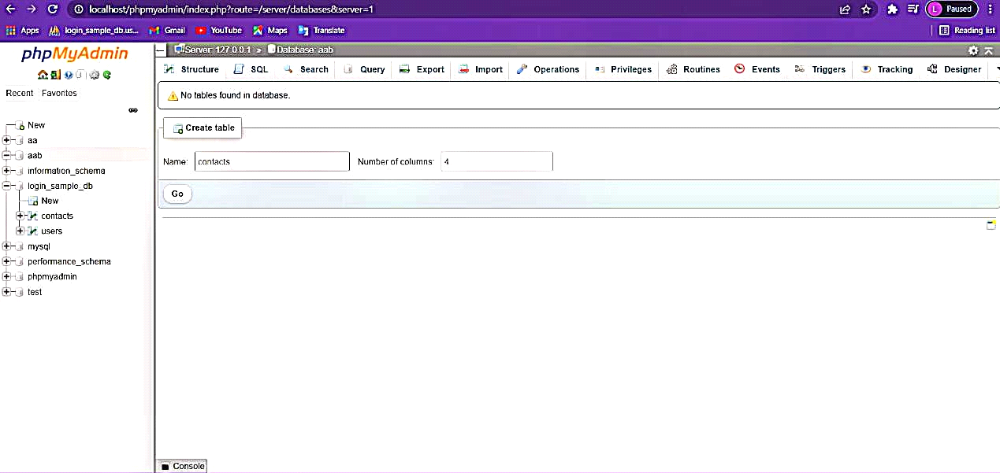 localhost/phpmyadmin/index.php?route=/server/databases&server=1
L Paused
Apps login_sample_db.us... Gmail YouTube Maps Translate Reading list
phpMyAdmin
Recent Favorites
New
aa
aab
information_schema
login_sample_db
New
contacts
users
mysql
performance_schema
phpmyadmin
test
Server: 127.0.0.1 » Database: aab
Structure SQL Search Query Export Import Operations Privileges Routines Events Triggers Tracking Designer
No tables found in database.
Create table
Name: contacts Number of columns: 4
Go
Console